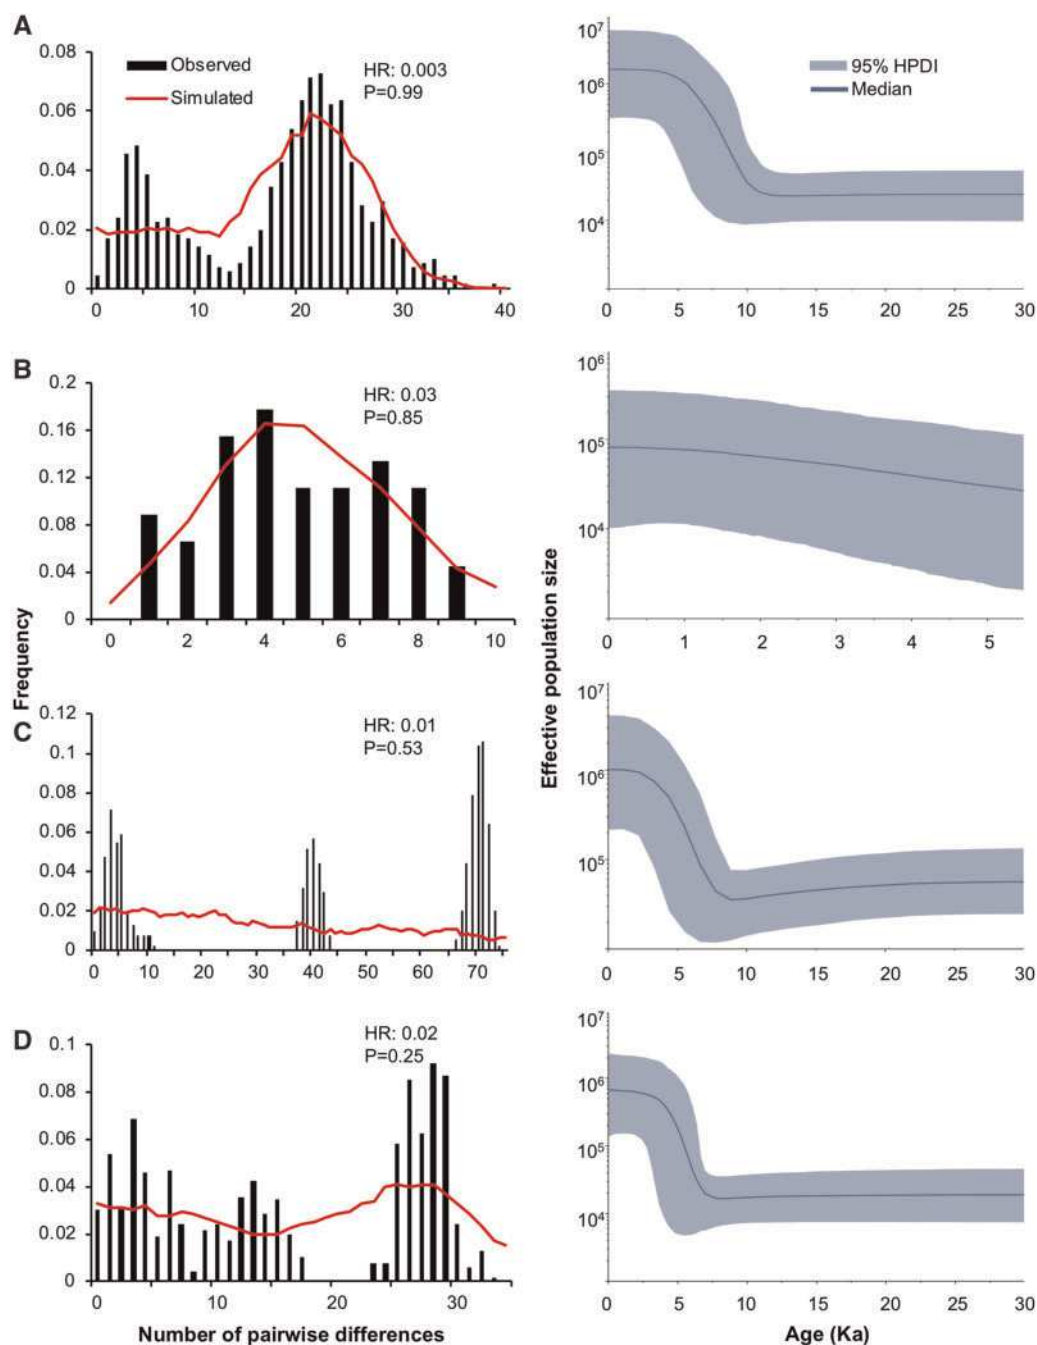 A
0.08
0.06
0.04
0.02
0
0 10 20 30 40
Observed
Simulated
HR: 0.003
P=0.99
10⁷
10⁶
10⁵
10⁴
0 5 10 15 20 25 30
95% HPDI
Median
B
0.2
0.16
0.12
0.08
0.04
0
0 2 4 6 8 10
HR: 0.03
P=0.85
10⁶
10⁵
10⁴
0 1 2 3 4 5
Frequency
Effective population size
C
0.12
0.1
0.08
0.06
0.04
0.02
0
0 10 20 30 40 50 60 70
HR: 0.01
P=0.53
10⁷
10⁶
10⁵
0 5 10 15 20 25 30
D
0.1
0.08
0.06
0.04
0.02
0
0 10 20 30
HR: 0.02
P=0.25
10⁷
10⁶
10⁵
10⁴
0 5 10 15 20 25 30
Number of pairwise differences
Age (Ka)